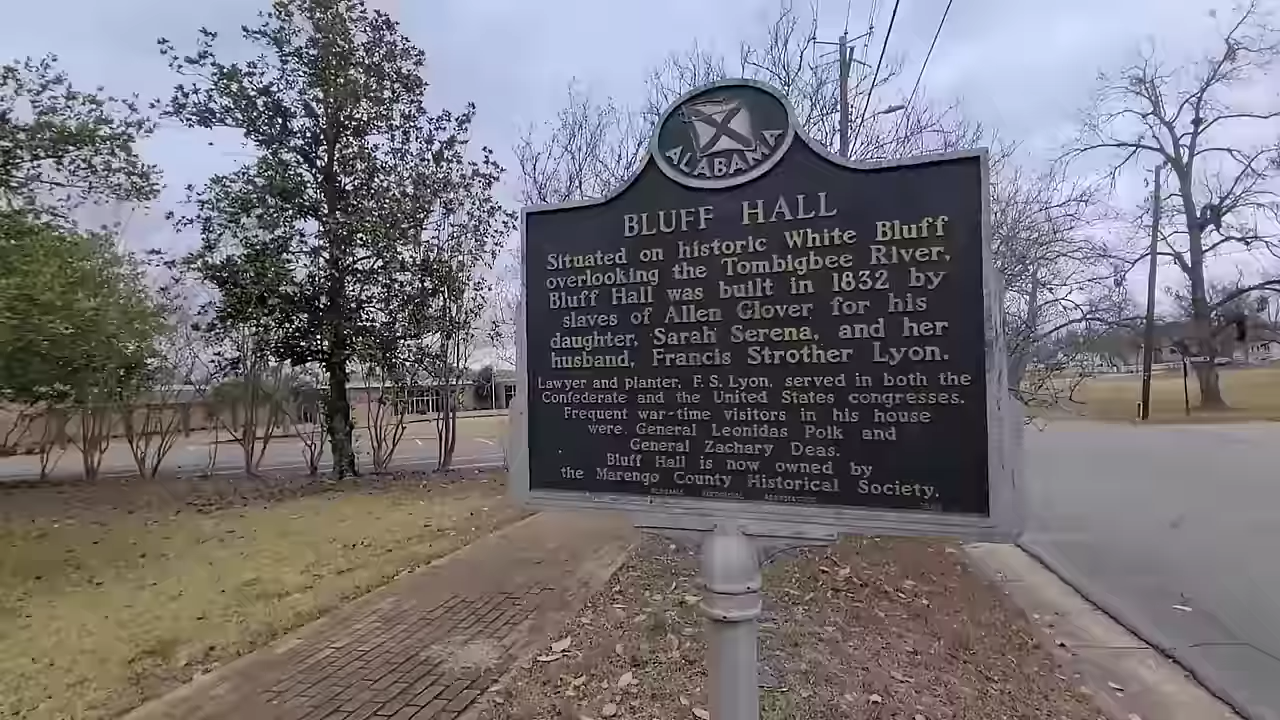 ALABAMA
BLUFF HALL
Situated on historic White Bluff
overlooking the Tombigbee River,
Bluff Hall was built in 1832 by
slaves of Allen Glover for his
daughter, Sarah Serena, and her
husband, Francis Strother Lyon.
Lawyer and planter, F.S. Lyon, served in both the
Confederate and the United States congresses.
Frequent war-time visitors in his house
were General Leonidas Polk and
General Zachary Deas.
Bluff Hall is now owned by
the Marengo County Historical Society.
ALABAMA HISTORICAL ASSOCIATION